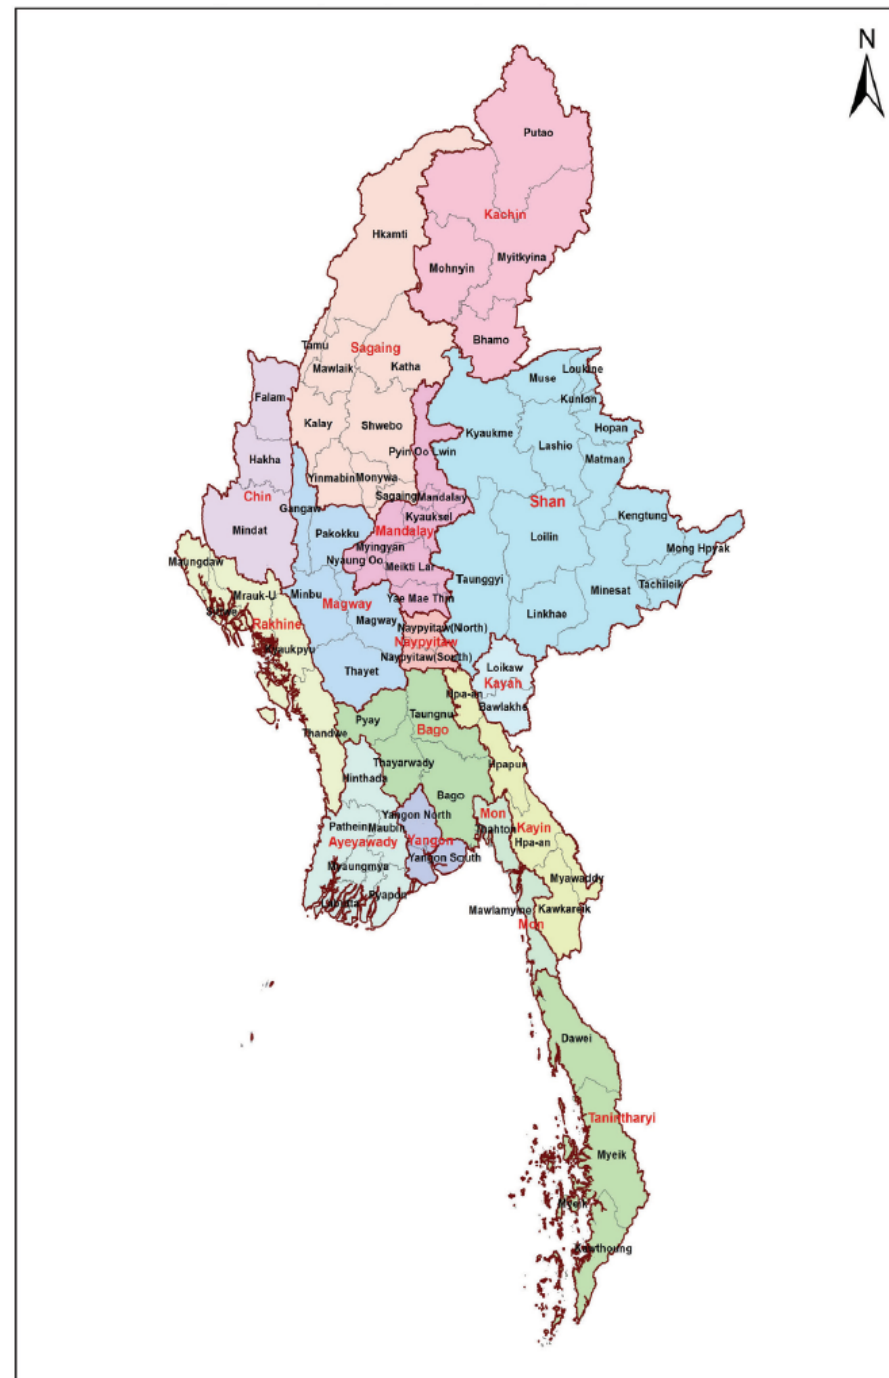 N
Putao
Kachin
Hkamti
Myitkyina
Mohnyin
Bhamo
Tamu
Sagaing
Mawlaik
Katha
Loukine
Muse
Kunlon
Falam
Kalay
Shwebo
Hopan
Kyaukme
Lashio
Pyin Oo Lwin
Hakha
Matman
Yinmabin
Monywa
Chin
Sagaing
Mandalay
Shan
Gangaw
Kyauksel
Kengtung
Mindat
Pakokku
Mandalay
Loilin
Myingyan
Mong Hpyak
Maungdaw
Nyaung Oo
Meikti Lar
Taunggyi
Tachileik
Minesat
Mrauk-U
Minbu
Yae Mae Thin
Magway
Linkhae
Rakhine
Magway
Naypyitaw(North)
Naypyitaw
Kyaukpyu
Naypyitaw(South)
Loikaw
Thayet
Kayah
Hpa-an
Bawlakhe
Pyay
Taungnu
Thandwe
Bago
Thayarwady
Hpapun
Hinthada
Bago
Yangon North
Mon
Pathein
Maubin
Thahton
Kayin
Ayeyawady
Yangon
Hpa-an
Yangon South
Myaungmya
Myawaddy
Pyapon
Labutta
Mawlamyine
Kawkareik
Mon
Dawei
Tanintharyi
Myeik
Myeik
Kawthoung